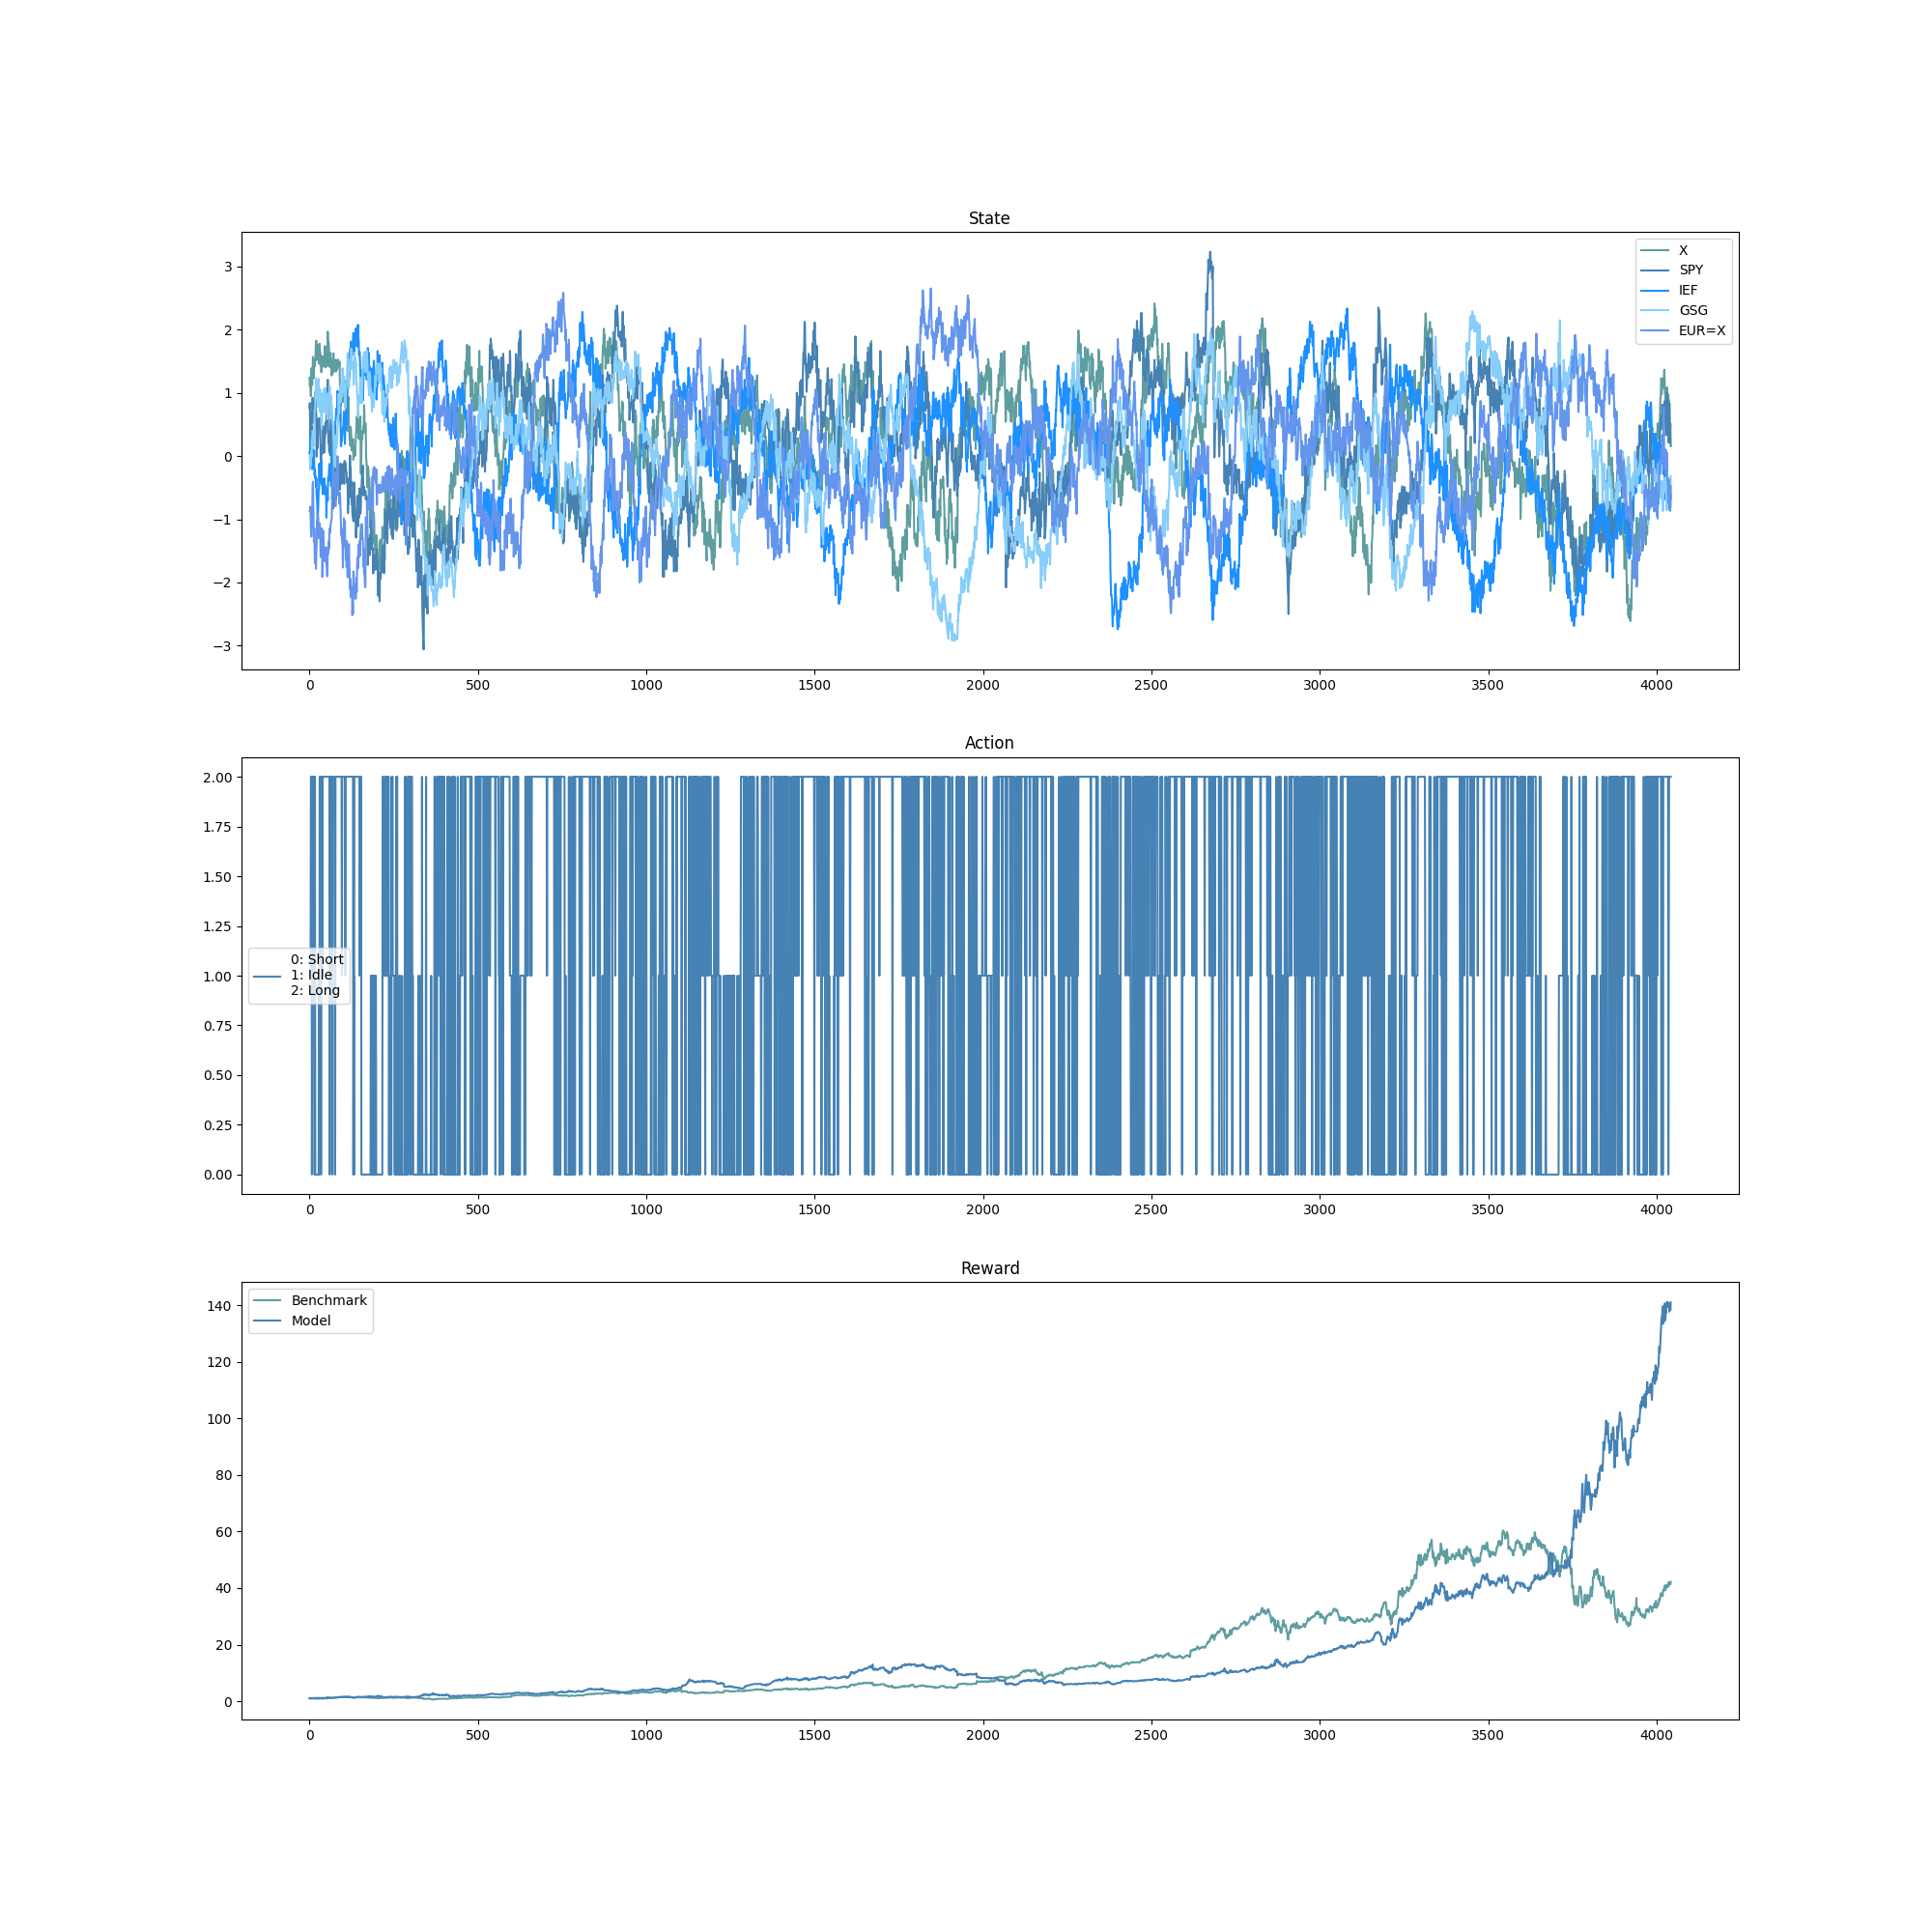 State
3
2
1
0
−1
−2
−3
X
SPY
IEF
GSG
EUR=X
0 500 1000 1500 2000 2500 3000 3500 4000
Action
2.00
1.75
1.50
1.25
1.00
0.75
0.50
0.25
0.00
0: Short
1: Idle
2: Long
0 500 1000 1500 2000 2500 3000 3500 4000
Reward
140
120
100
80
60
40
20
0
Benchmark
Model
0 500 1000 1500 2000 2500 3000 3500 4000